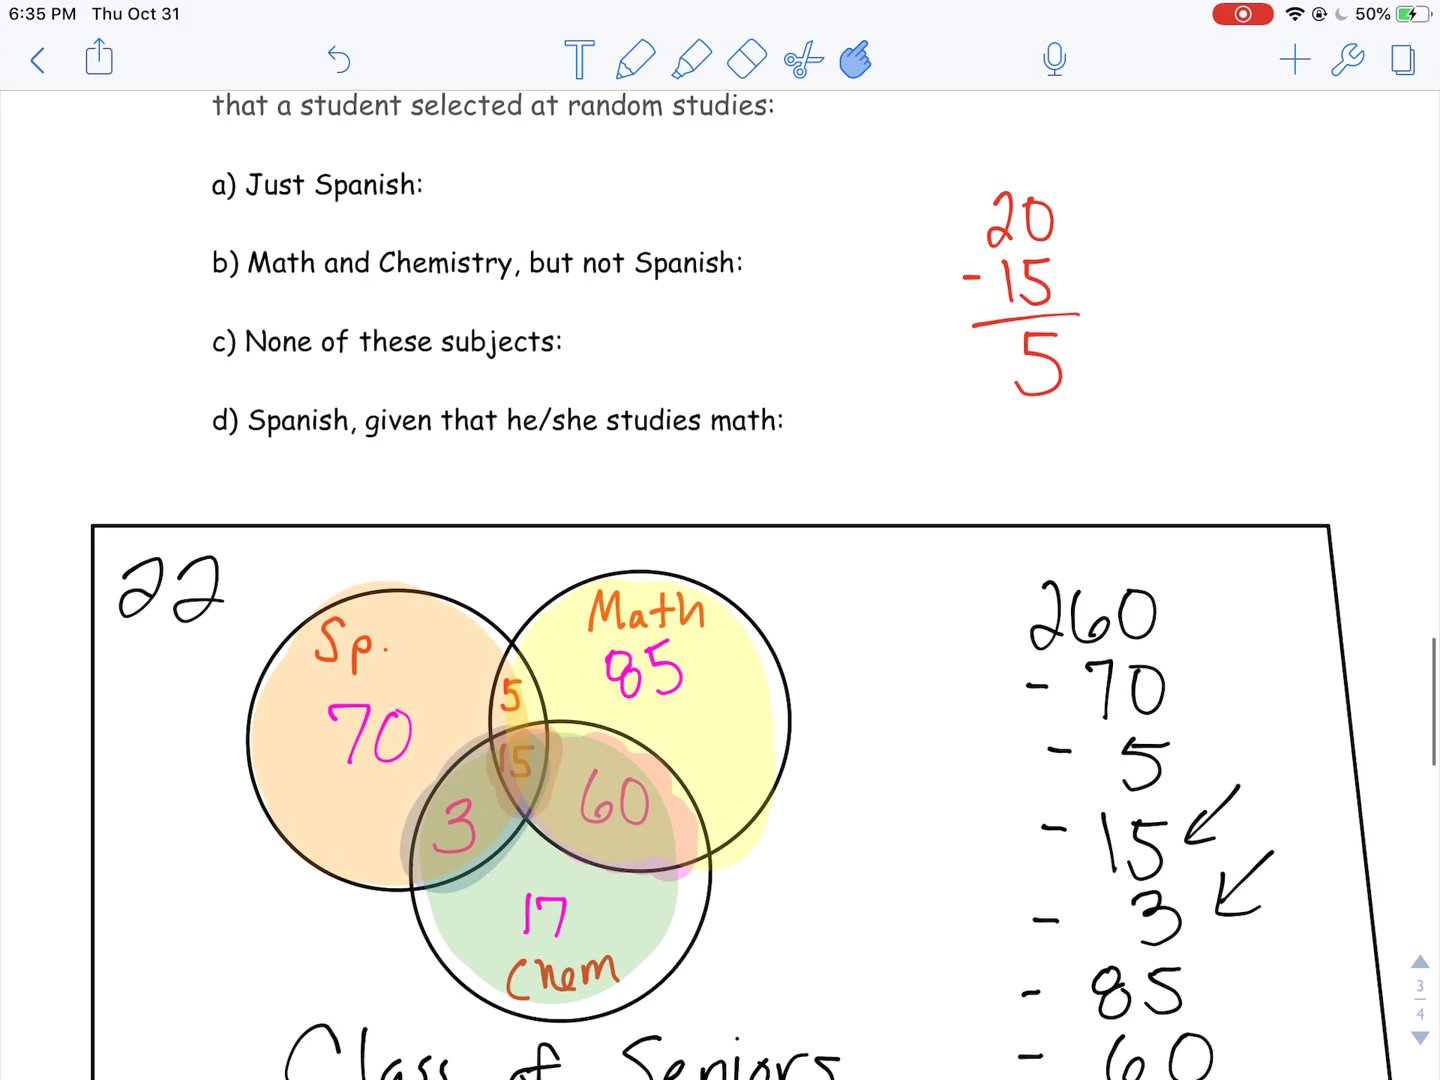 6:35 PM Thu Oct 31
50%
T
that a student selected at random studies:
a) Just Spanish:
b) Math and Chemistry, but not Spanish:
c) None of these subjects:
d) Spanish, given that he/she studies math:
20
- 15
5
22
Sp.
70
Math
85
5
15
3
60
17
Chem
Class of Seniors
260
- 70
- 5
- 15
- 3
- 85
- 60
3
4